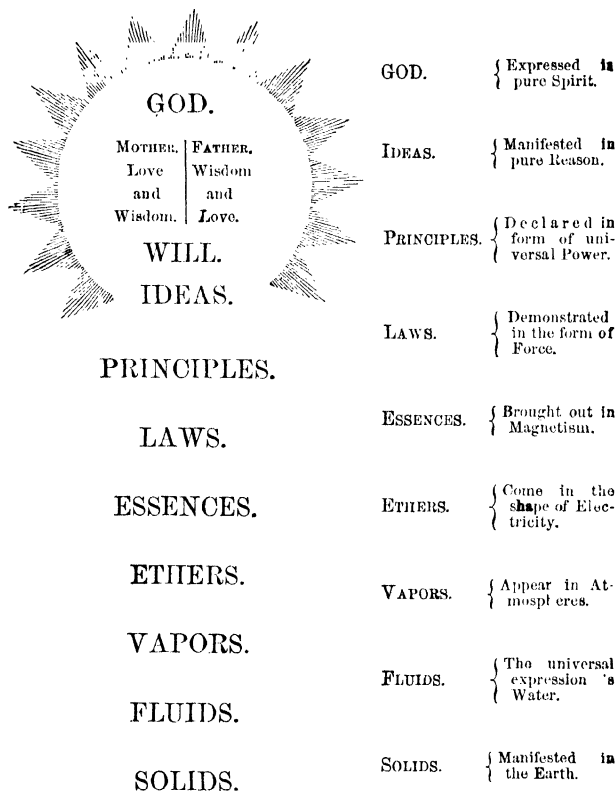 GOD.
MOTHER. FATHER.
Love Wisdom
and and
Wisdom. Love.
WILL.
IDEAS.
PRINCIPLES.
LAWS.
ESSENCES.
ETHERS.
VAPORS.
FLUIDS.
SOLIDS.
GOD. { Expressed in
pure Spirit.
IDEAS. { Manifested in
pure Reason.
PRINCIPLES. { Declared in
form of uni-
versal Power.
LAWS. { Demonstrated
in the form of
Force.
ESSENCES. { Brought out in
Magnetism.
ETHERS. { Come in the
shape of Elec-
tricity.
VAPORS. { Appear in At-
mospheres.
FLUIDS. { The universal
expression is
Water.
SOLIDS. { Manifested in
the Earth.